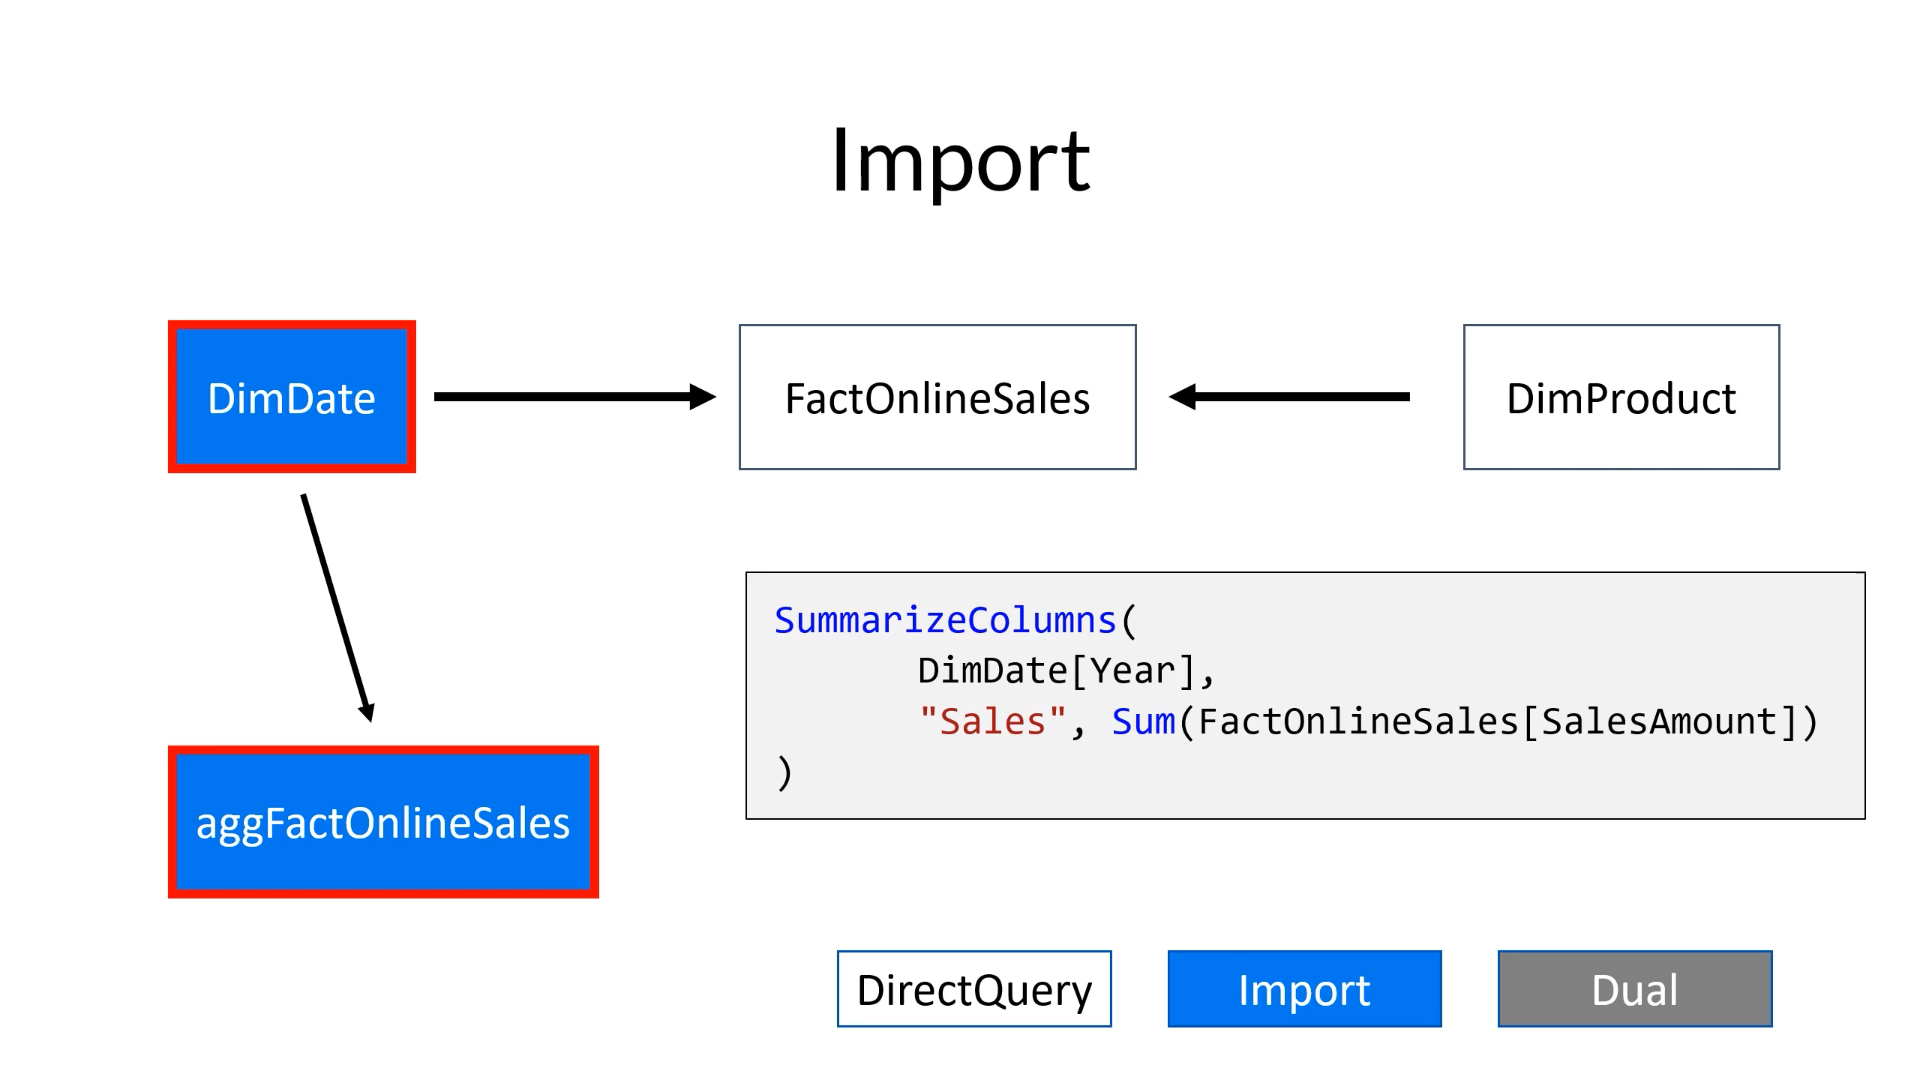 Import
DimDate
FactOnlineSales
DimProduct
SummarizeColumns(
DimDate[Year],
"Sales", Sum(FactOnlineSales[SalesAmount])
)
aggFactOnlineSales
DirectQuery
Import
Dual